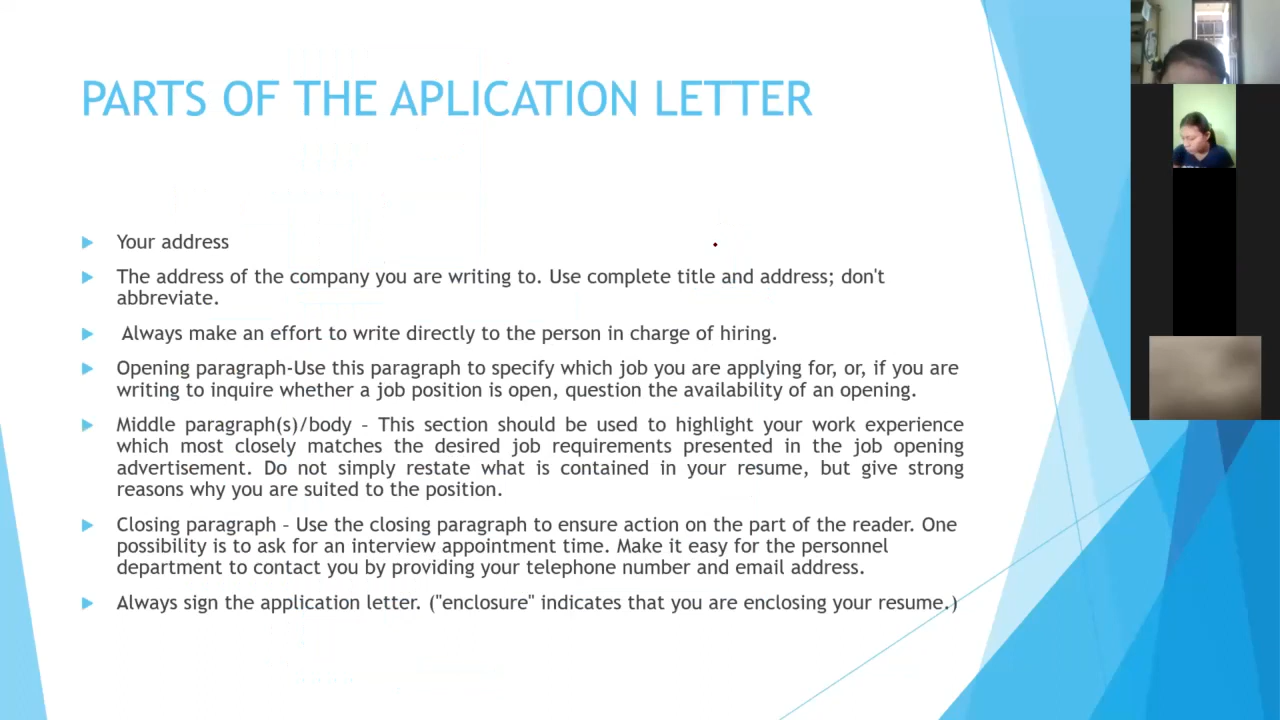 PARTS OF THE APLICATION LETTER
Your address
The address of the company you are writing to. Use complete title and address; don't
abbreviate.
Always make an effort to write directly to the person in charge of hiring.
Opening paragraph-Use this paragraph to specify which job you are applying for, or, if you are
writing to inquire whether a job position is open, question the availability of an opening.
Middle paragraph(s)/body – This section should be used to highlight your work experience
which most closely matches the desired job requirements presented in the job opening
advertisement. Do not simply restate what is contained in your resume, but give strong
reasons why you are suited to the position.
Closing paragraph – Use the closing paragraph to ensure action on the part of the reader. One
possibility is to ask for an interview appointment time. Make it easy for the personnel
department to contact you by providing your telephone number and email address.
Always sign the application letter. ("enclosure" indicates that you are enclosing your resume.)